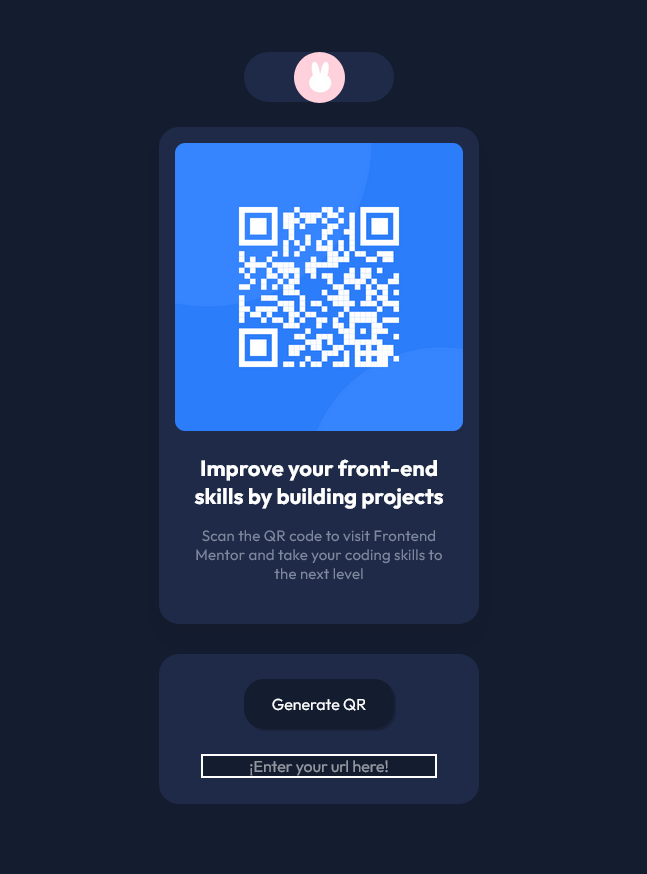 Improve your front-end
skills by building projects
Scan the QR code to visit Frontend
Mentor and take your coding skills to
the next level
Generate QR
¡Enter your url here!